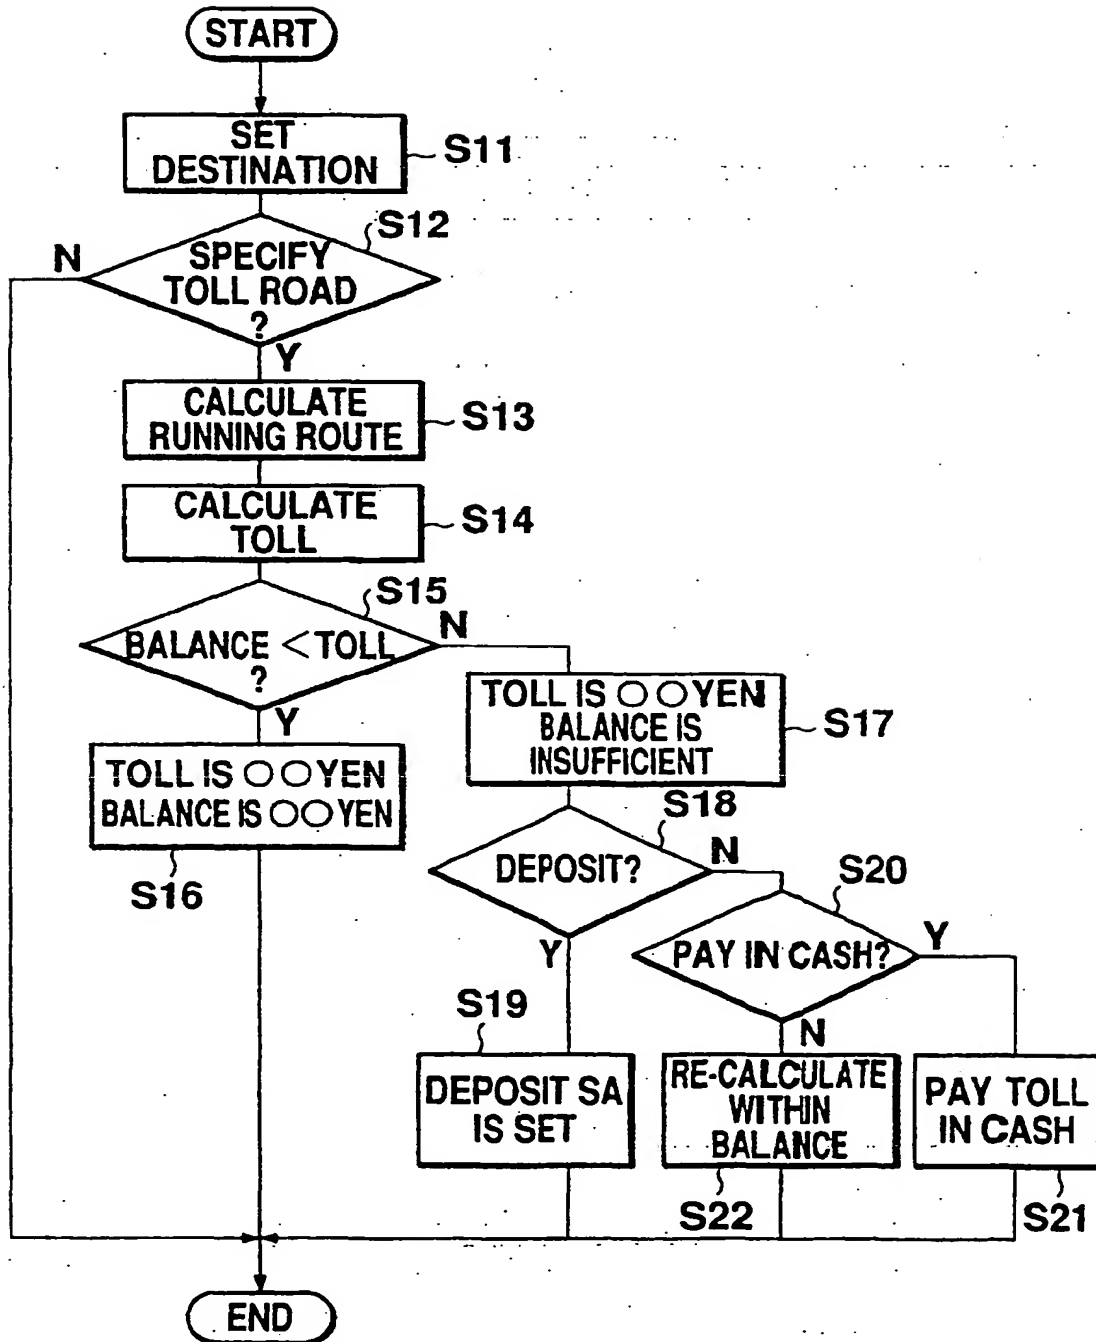 START
SET
DESTINATION
S11
S12
N
SPECIFY
TOLL ROAD
?
Y
CALCULATE
RUNNING ROUTE
S13
CALCULATE
TOLL
S14
S15
BALANCE < TOLL
?
N
Y
TOLL IS ○○YEN
BALANCE IS ○○YEN
S16
TOLL IS ○○YEN
BALANCE IS
INSUFFICIENT
S17
S18
DEPOSIT?
N
Y
S20
PAY IN CASH?
Y
N
S19
DEPOSIT SA
IS SET
RE-CALCULATE
WITHIN
BALANCE
S22
PAY TOLL
IN CASH
S21
END